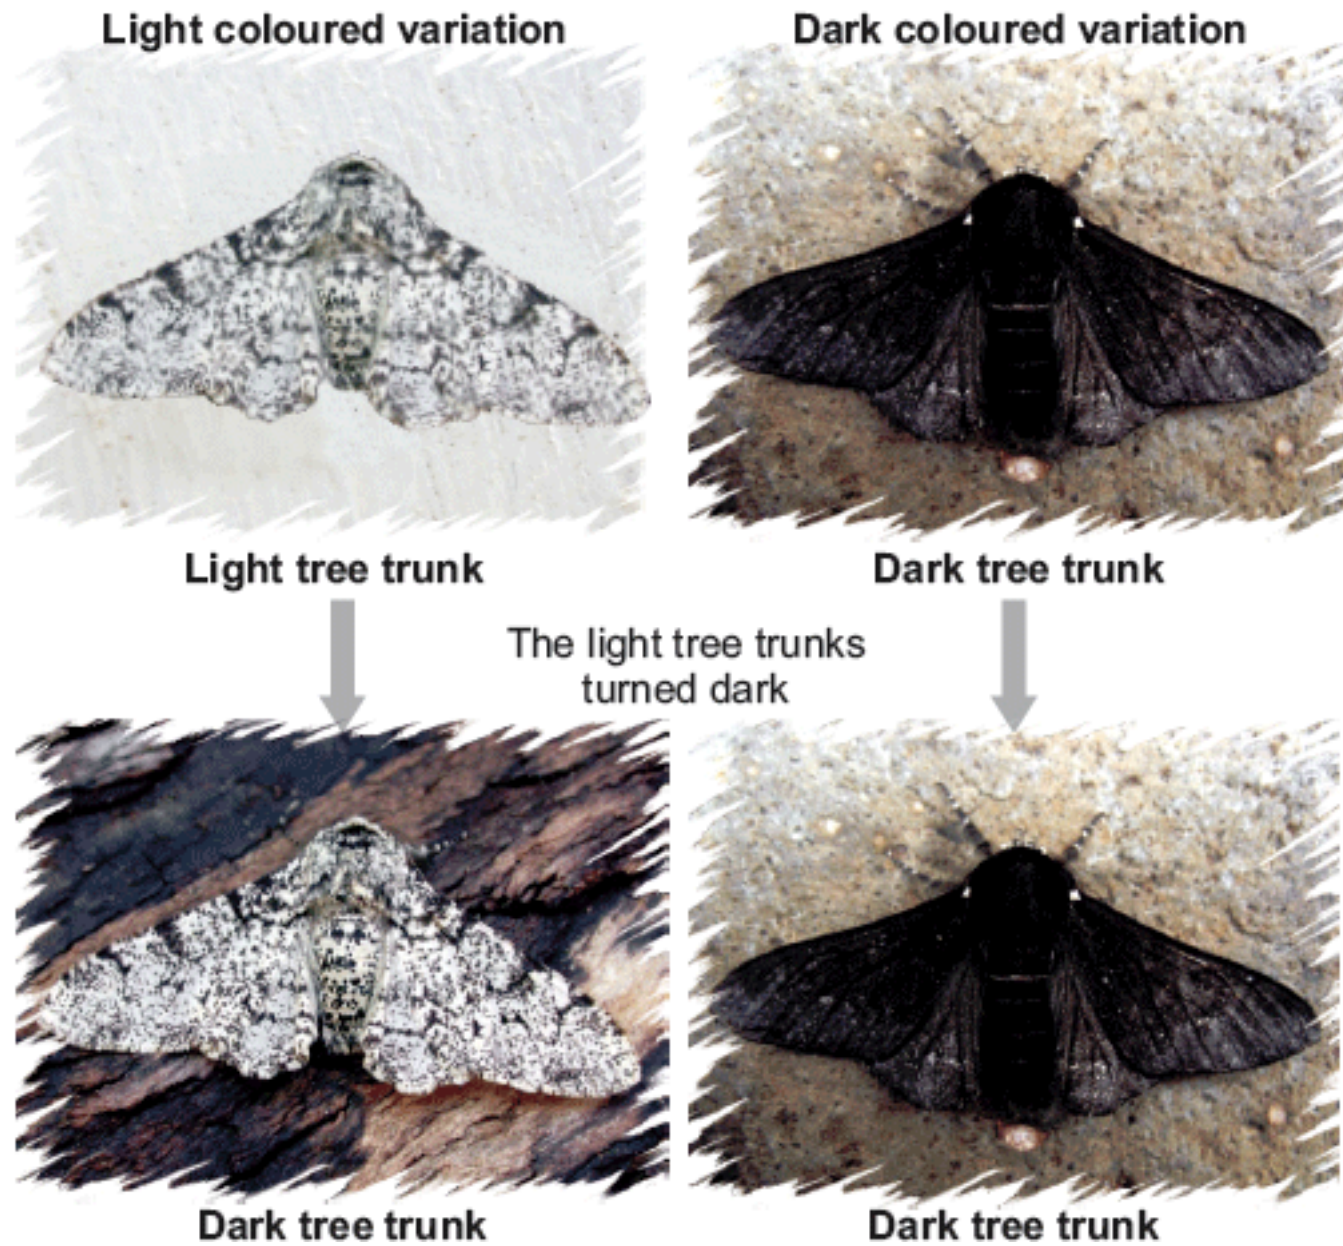 Light coloured variation
Dark coloured variation
Light tree trunk
Dark tree trunk
The light tree trunks
turned dark
Dark tree trunk
Dark tree trunk